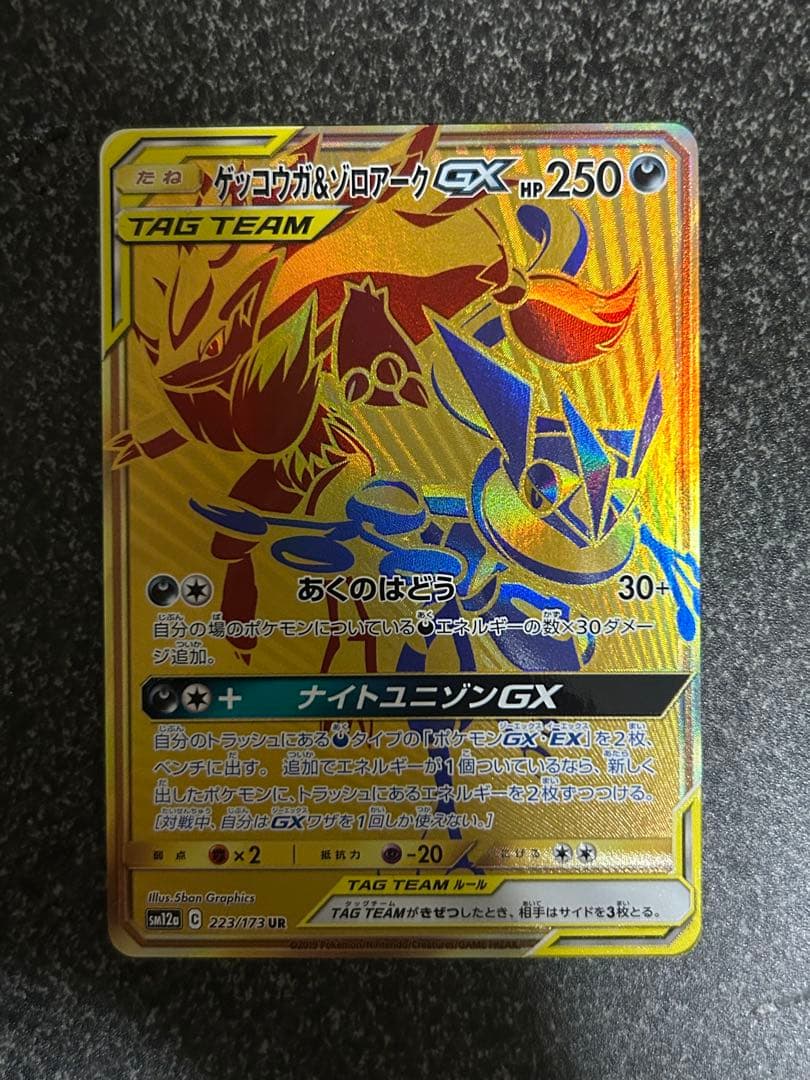 たね ゲッコウガ&ゾロアークGX HP250
TAG TEAM
あくのはどう 30+
自分の場のポケモンについているエネルギーの数×30ダメー
ジ追加。
+ ナイトユニゾンGX
自分のトラッシュにあるタイプの「ポケモンGX・EX」を2枚、
ベンチに出す。追加でエネルギーが1個ついているなら、新しく
出したポケモンに、トラッシュにあるエネルギーを2枚ずつつける。
[対戦中、自分はGXワザを1回しか使えない。]
弱点 ×2 抵抗力 -20 にげる
TAG TEAM ルール
Illus.5ban Graphics
TAG TEAMがきぜつしたとき、相手はサイドを3枚とる。
sm12a C 223/173 UR
©2019 Pokémon/Nintendo/Creatures/GAME FREAK.